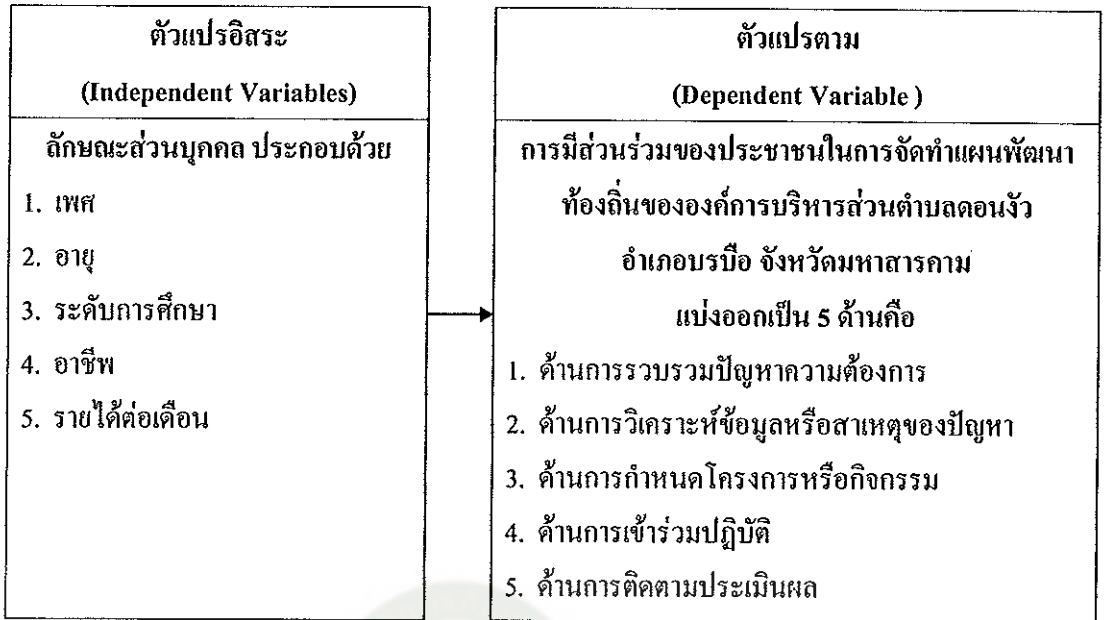 ตัวแปรอิสระ
(Independent Variables)
ลักษณะส่วนบุคคล ประกอบด้วย
1. เพศ
2. อายุ
3. ระดับการศึกษา
4. อาชีพ
5. รายได้ต่อเดือน
ตัวแปรตาม
(Dependent Variable )
การมีส่วนร่วมของประชาชนในการจัดทำแผนพัฒนา
ท้องถิ่นขององค์การบริหารส่วนตำบลดอนงัว
อำเภอบรบือ จังหวัดมหาสารคาม
แบ่งออกเป็น 5 ด้านคือ
1. ด้านการรวบรวมปัญหาความต้องการ
2. ด้านการวิเคราะห์ข้อมูลหรือสาเหตุของปัญหา
3. ด้านการกำหนดโครงการหรือกิจกรรม
4. ด้านการเข้าร่วมปฏิบัติ
5. ด้านการติดตามประเมินผล